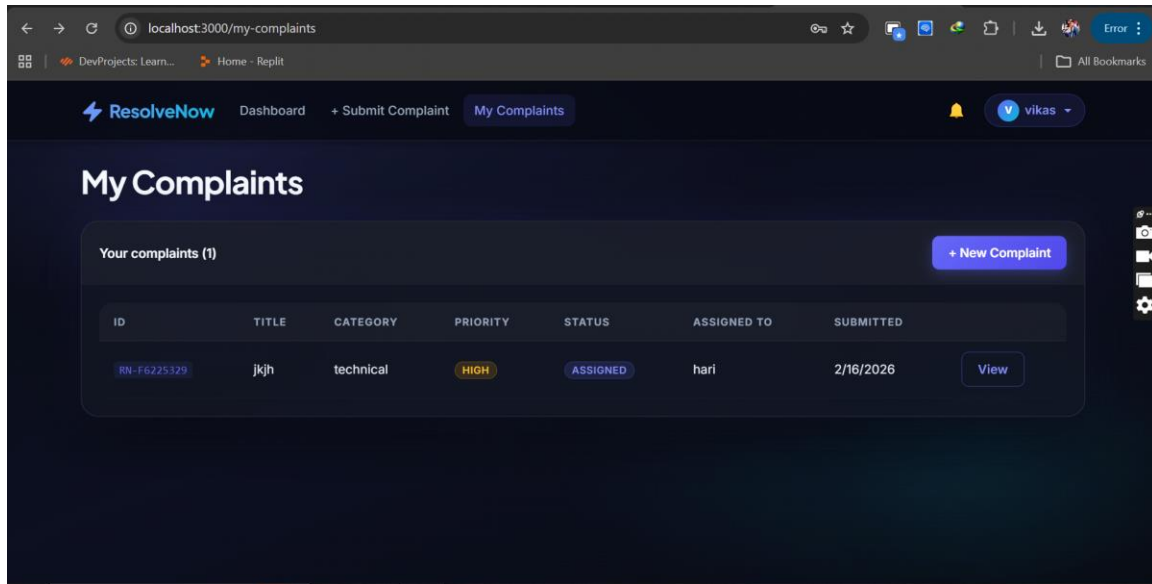 localhost:3000/my-complaints
Error
DevProjects: Learn...
Home - Replit
All Bookmarks
ResolveNow Dashboard + Submit Complaint My Complaints V vikas
My Complaints
Your complaints (1) + New Complaint
ID TITLE CATEGORY PRIORITY STATUS ASSIGNED TO SUBMITTED
RN-F6225329 jkjh technical HIGH ASSIGNED hari 2/16/2026 View